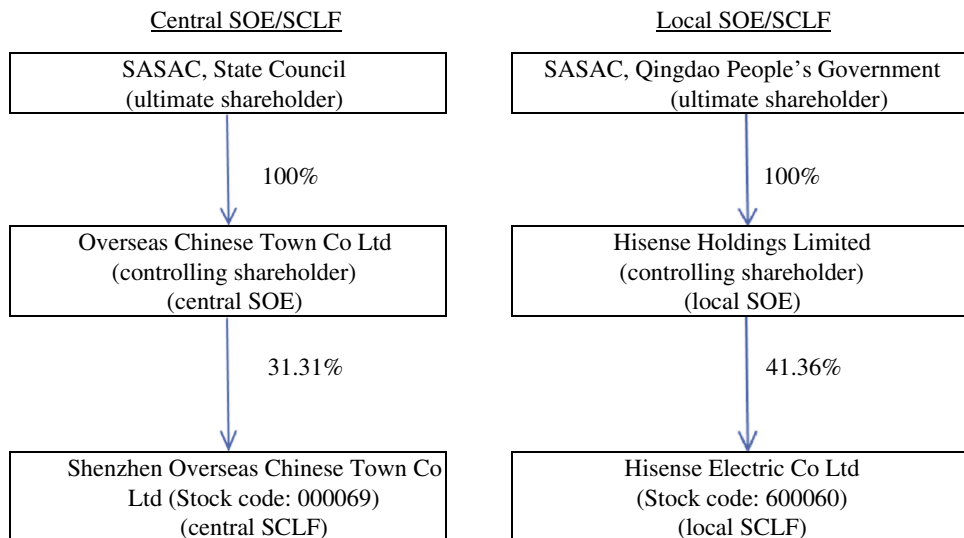 Central SOE/SCLF
SASAC, State Council
(ultimate shareholder)
100%
Overseas Chinese Town Co Ltd
(controlling shareholder)
(central SOE)
31.31%
Shenzhen Overseas Chinese Town Co
Ltd (Stock code: 000069)
(central SCLF)
Local SOE/SCLF
SASAC, Qingdao People’s Government
(ultimate shareholder)
100%
Hisense Holdings Limited
(controlling shareholder)
(local SOE)
41.36%
Hisense Electric Co Ltd
(Stock code: 600060)
(local SCLF)